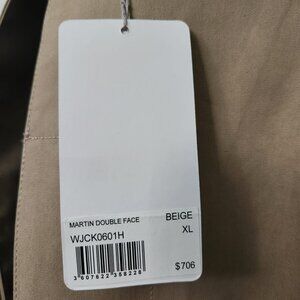 MARTIN DOUBLE FACE
BEIGE
WJCK0601H
XL
3 607622 358228
$706